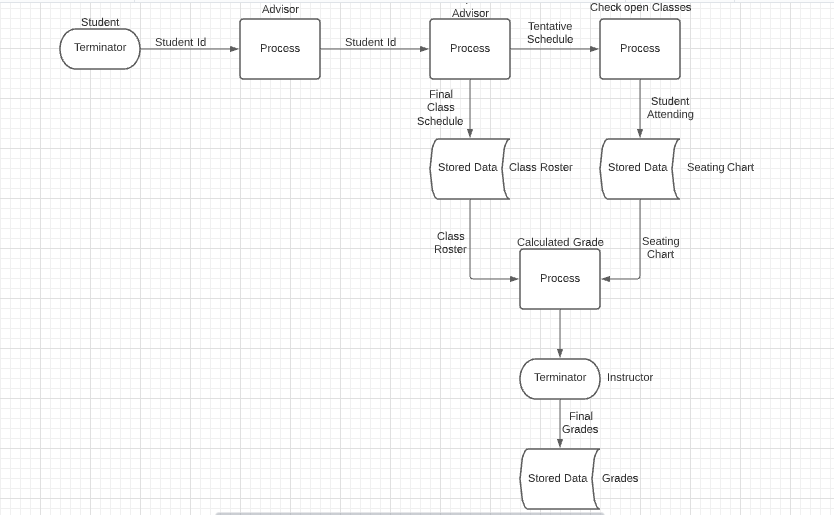 Student
Terminator
Student Id
Advisor
Process
Student Id
Advisor
Process
Tentative
Schedule
Check open Classes
Process
Final
Class
Schedule
Student
Attending
Stored Data
Class Roster
Stored Data
Seating Chart
Class
Roster
Seating
Chart
Calculated Grade
Process
Terminator
Instructor
Final
Grades
Stored Data
Grades